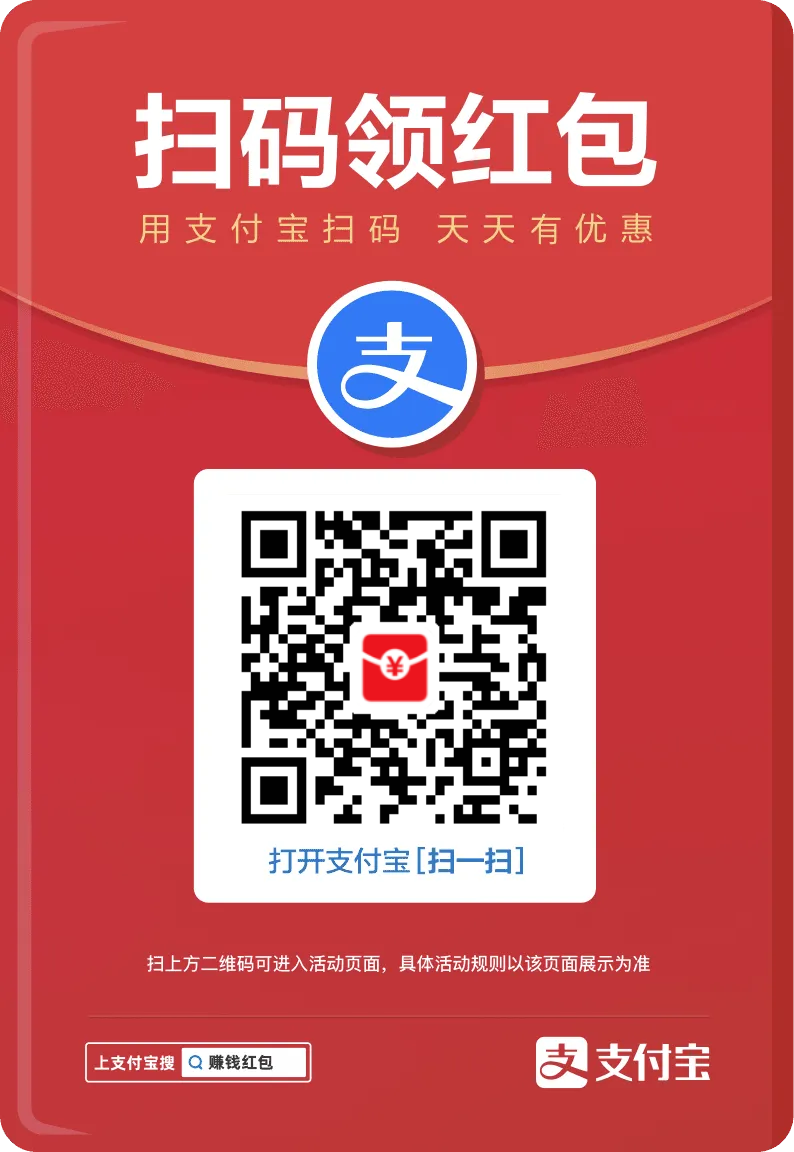 扫码领红包
用支付宝扫码 天天有优惠
支
¥
打开支付宝[扫一扫]
扫上方二维码可进入活动页面，具体活动规则以该页面展示为准
上支付宝搜 赚钱红包
支 支付宝